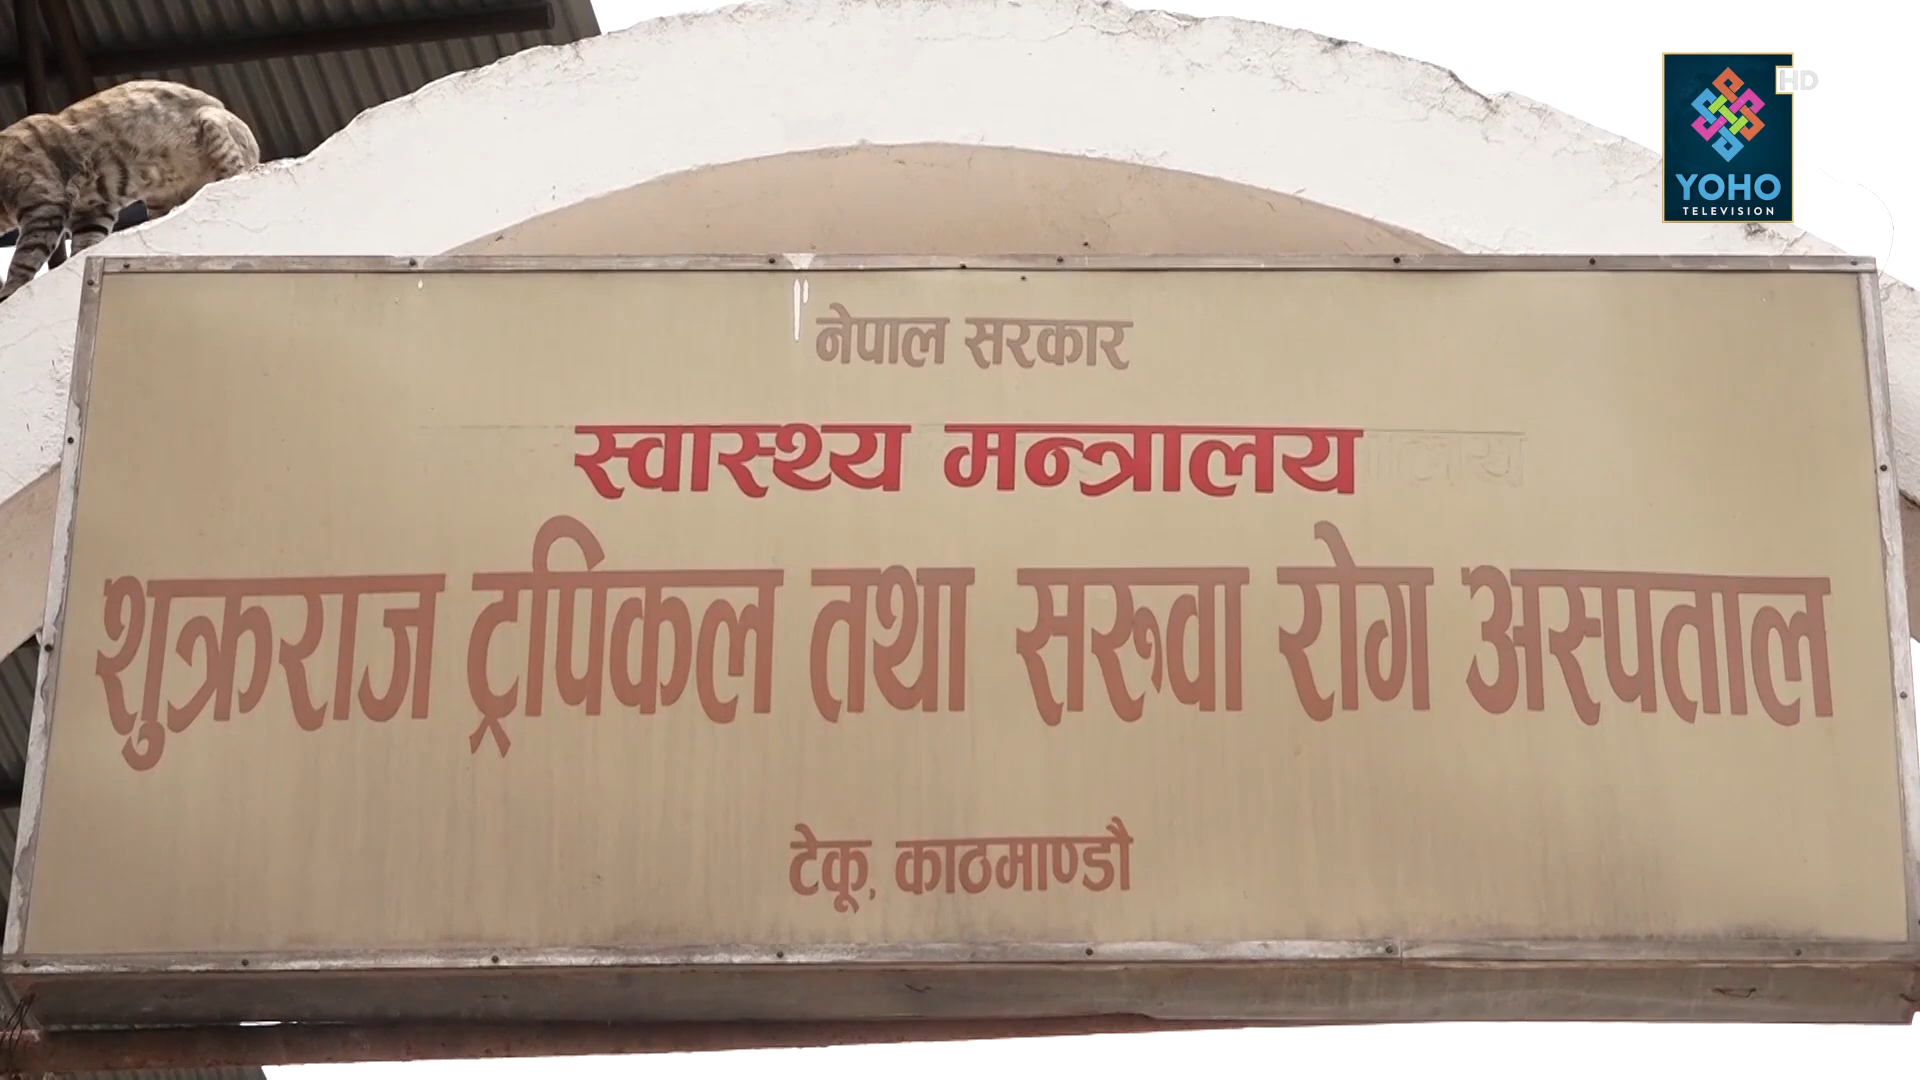 नेपाल सरकार
स्वास्थ्य मन्त्रालय
शुक्रराज ट्रपिकल तथा सरूवा रोग अस्पताल
टेकू, काठमाण्डौ
HD
YOHO
TELEVISION